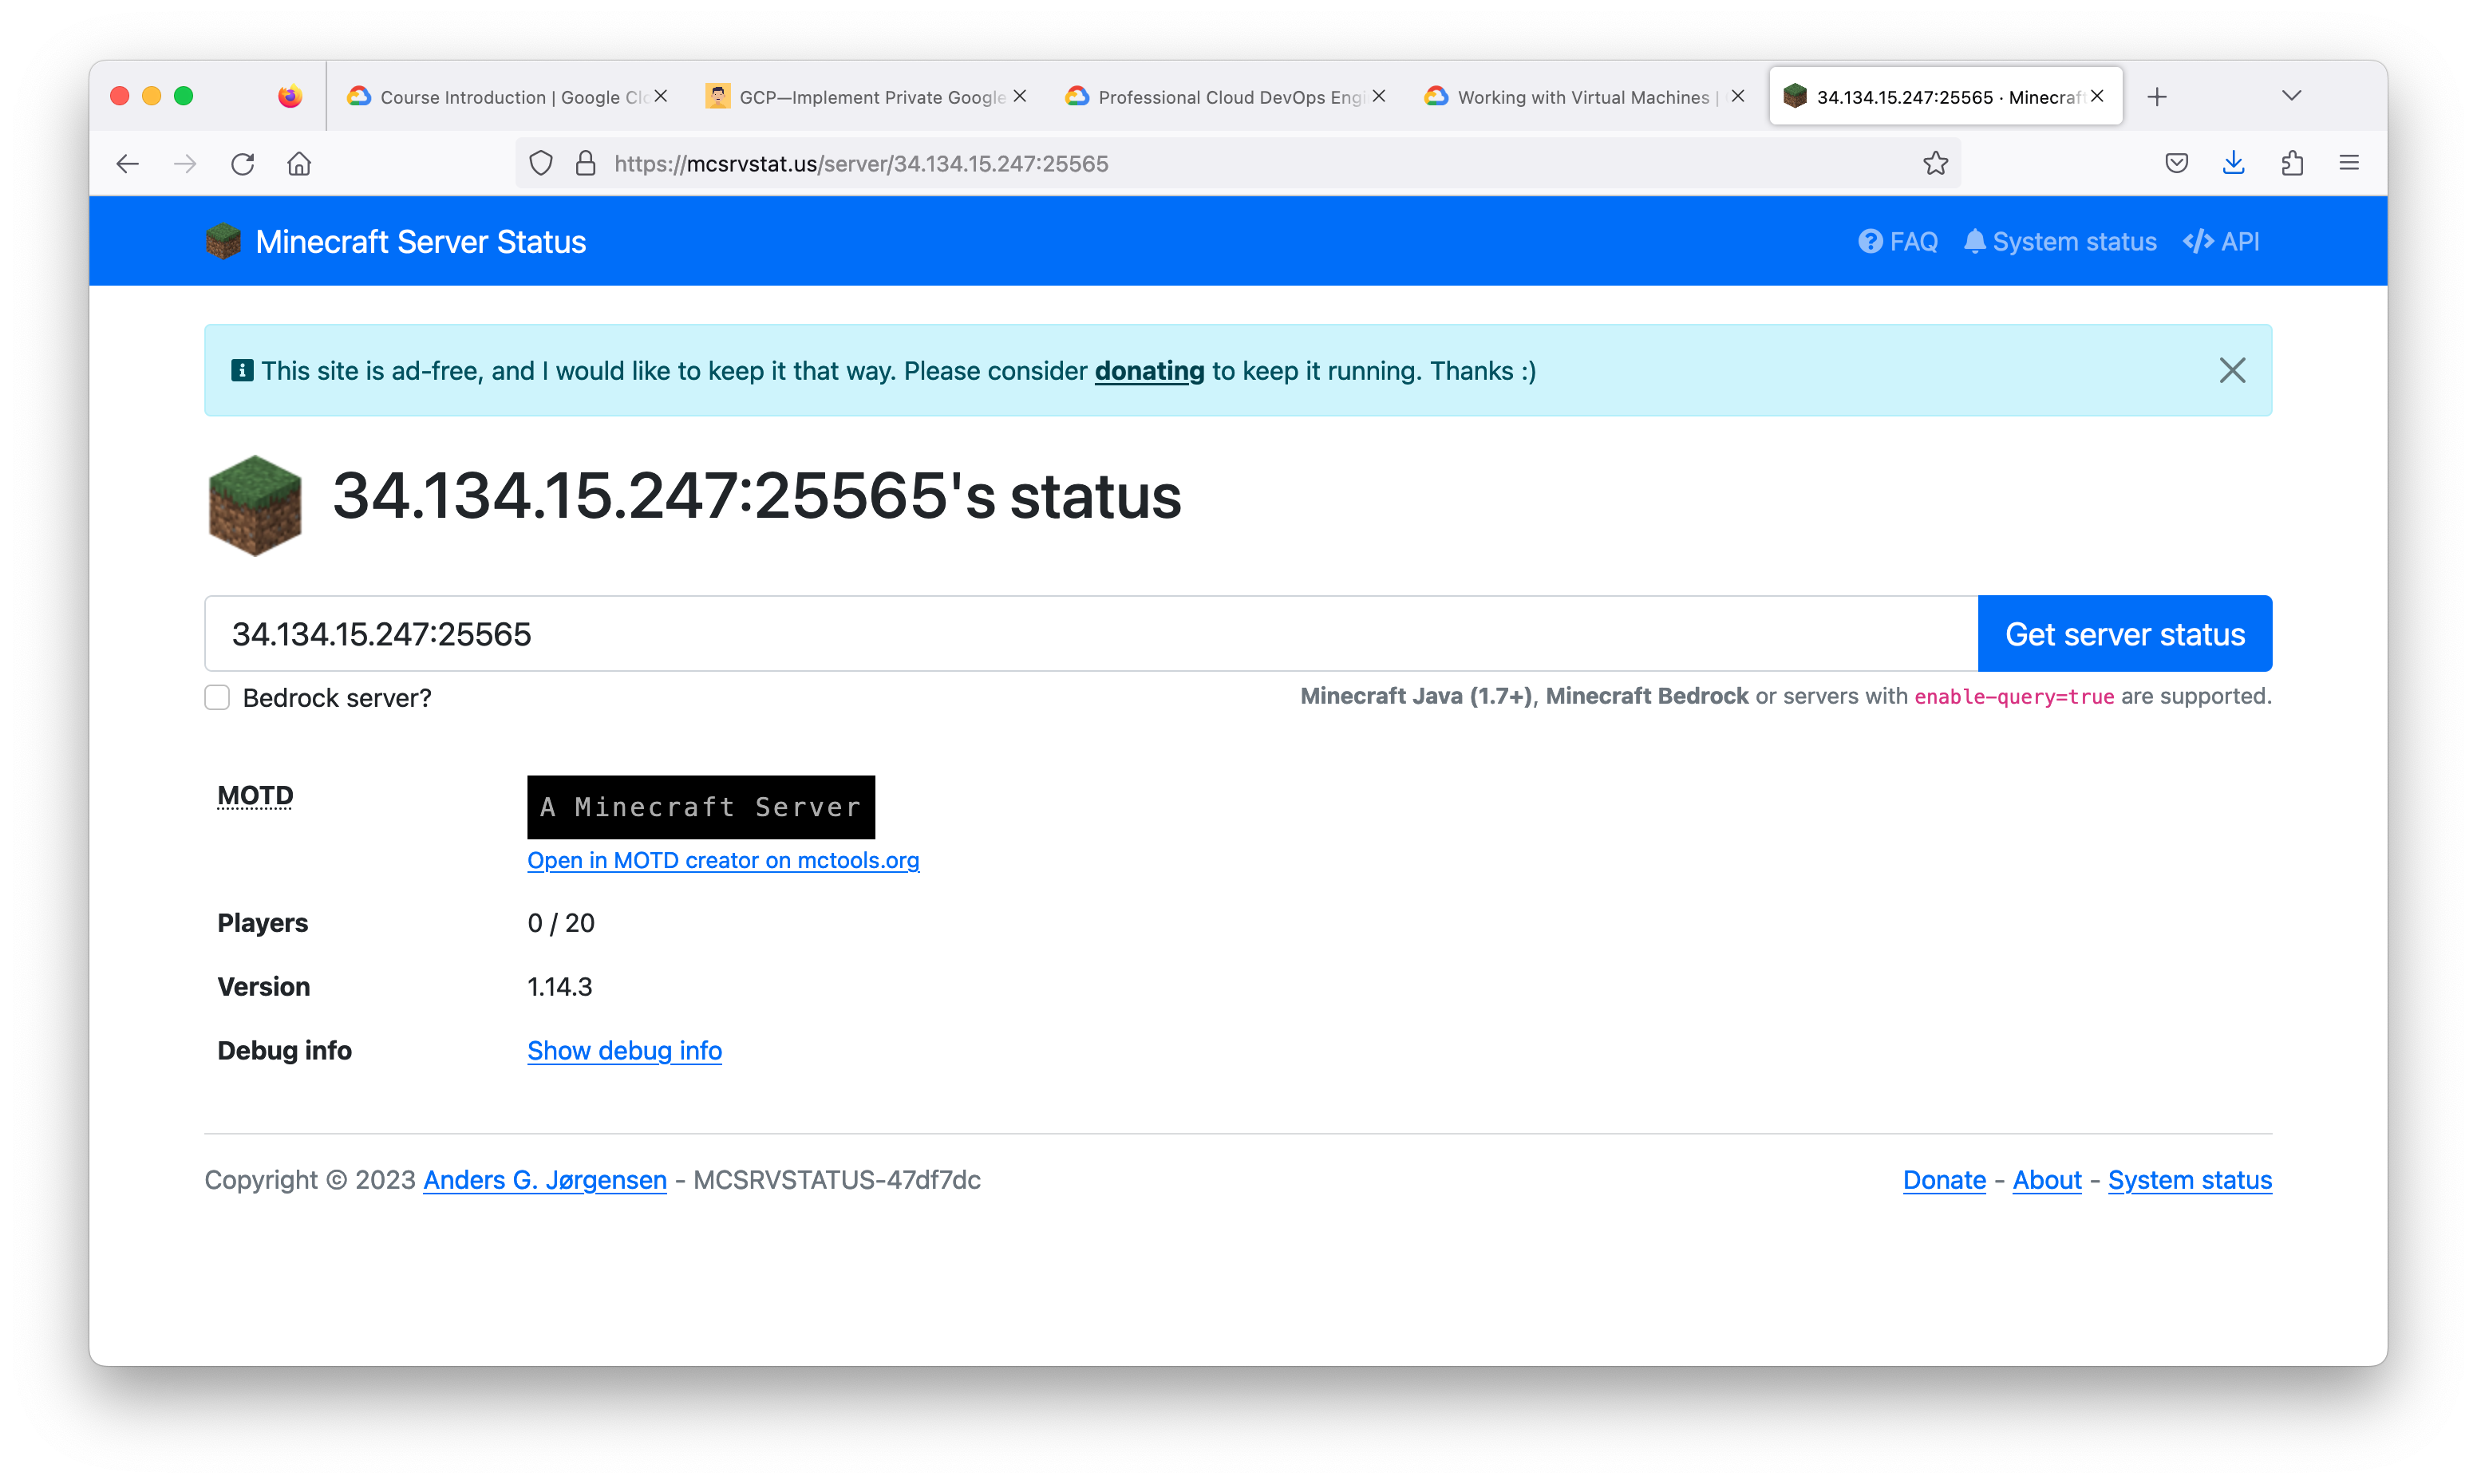 Course Introduction | Google Clo
GCP—Implement Private Google
Professional Cloud DevOps Engi
Working with Virtual Machines |
34.134.15.247:25565 · Minecraft
https://mcsrvstat.us/server/34.134.15.247:25565
Minecraft Server Status
FAQ
System status
API
This site is ad-free, and I would like to keep it that way. Please consider donating to keep it running. Thanks :)
34.134.15.247:25565's status
34.134.15.247:25565
Get server status
Bedrock server?
Minecraft Java (1.7+), Minecraft Bedrock or servers with enable-query=true are supported.
MOTD
A Minecraft Server
Open in MOTD creator on mctools.org
Players
0 / 20
Version
1.14.3
Debug info
Show debug info
Copyright © 2023 Anders G. Jørgensen - MCSRVSTATUS-47df7dc
Donate - About - System status